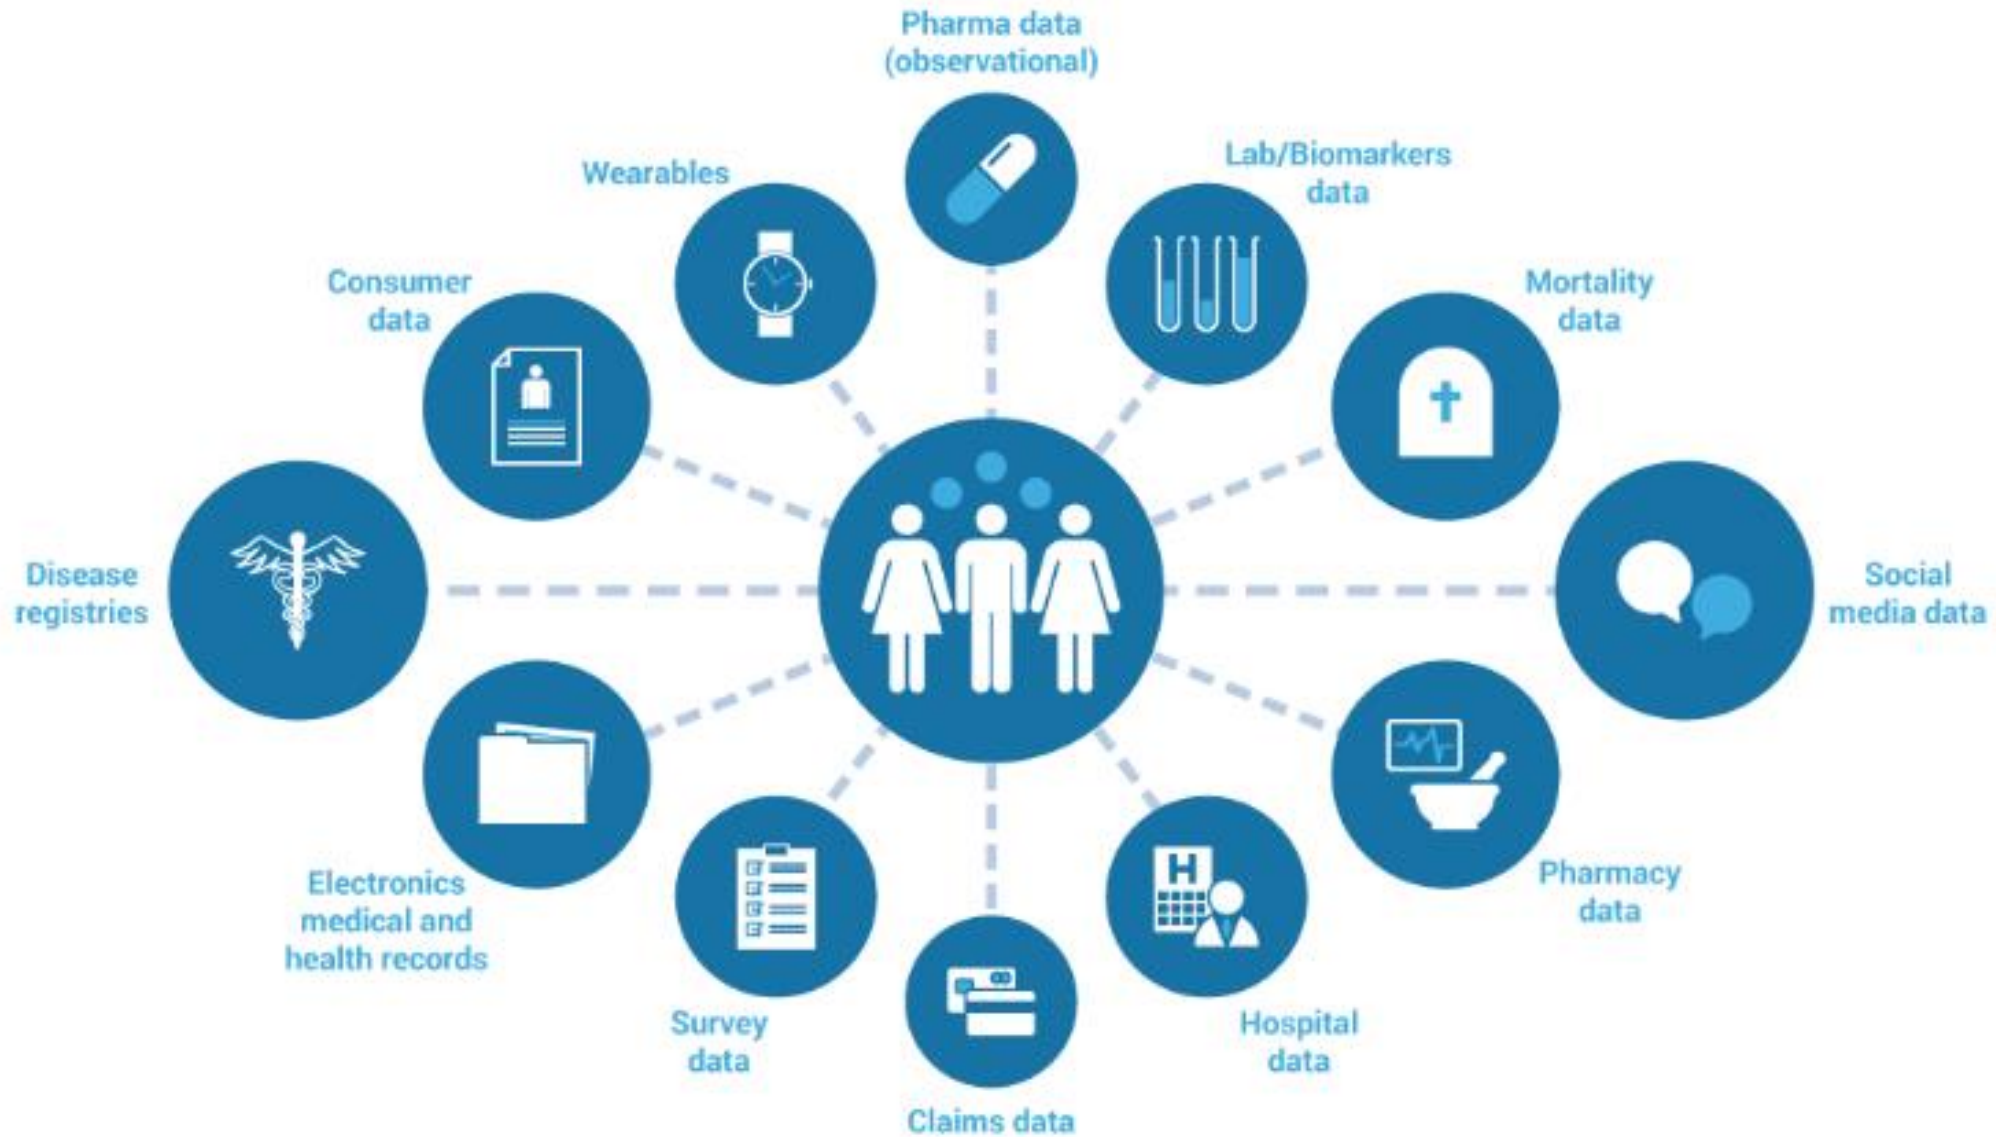 Pharma data
(observational)
Lab/Biomarkers
data
Wearables
Mortality
data
Consumer
data
Disease
registries
Social
media data
Electronics
medical and
health records
Pharmacy
data
Survey
data
H
Hospital
data
Claims data